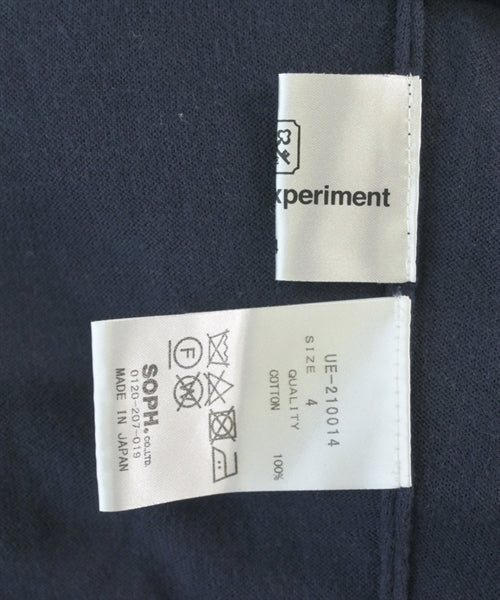 xperiment
UE-210014
SIZE 4
QUALITY
COTTON 100%
F
W
SOPH.CO.,LTD.
0120-207-019
MADE IN JAPAN